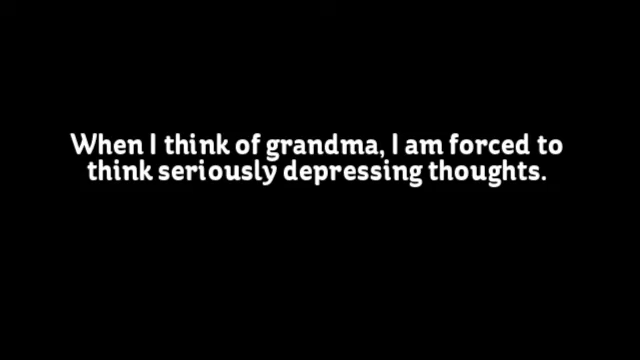 When I think of grandma, I am forced to
think seriously depressing thoughts.